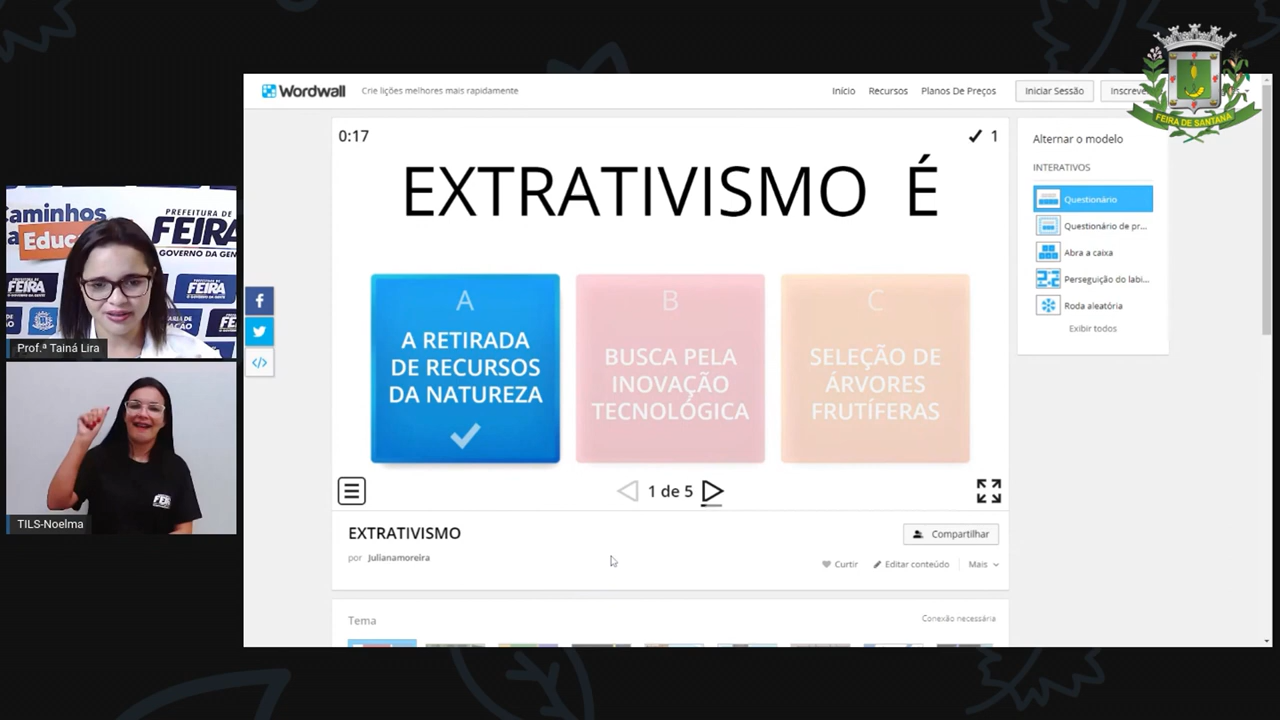 Wordwall
Crie lições melhores mais rapidamente
Início
Recursos
Planos De Preços
Iniciar Sessão
FEIRA DE SANTANA
0:17
1
EXTRATIVISMO É
A
A RETIRADA
DE RECURSOS
DA NATUREZA
B
BUSCA PELA
INOVAÇÃO
TECNOLÓGICA
C
SELEÇÃO DE
ÁRVORES
FRUTÍFERAS
1 de 5
EXTRATIVISMO
por Julianamoreira
Compartilhar
Curtir
Editar conteúdo
Mais
Tema
Conexão necessária
Alternar o modelo
INTERATIVOS
Questionário
Questionário de pr...
Abra a caixa
Perseguição do labi...
Roda aleatória
Exibir todos
PREFEITURA DE
FEIRA
GOVERNO DA
Prof.ª Tainá Lira
TILS-Noelma